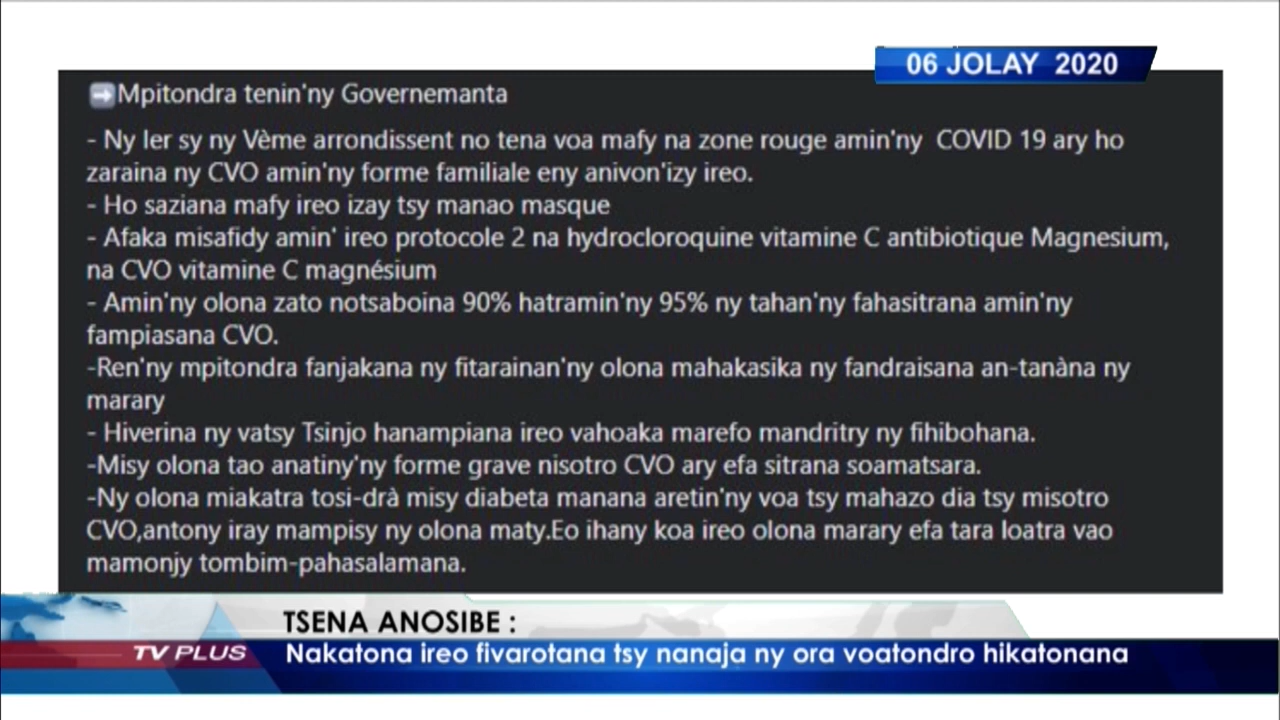 06 JOLAY 2020
➡Mpitondra tenin'ny Governemanta
- Ny Ier sy ny Vème arrondissent no tena voa mafy na zone rouge amin'ny COVID 19 ary ho
zaraina ny CVO amin'ny forme familiale eny anivon'izy ireo.
- Ho saziana mafy ireo izay tsy manao masque
- Afaka misafidy amin' ireo protocole 2 na hydrocloroquine vitamine C antibiotique Magnesium,
na CVO vitamine C magnésium
- Amin'ny olona zato notsaboina 90% hatramin'ny 95% ny tahan'ny fahasitrana amin'ny
fampiasana CVO.
-Ren'ny mpitondra fanjakana ny fitarainan'ny olona mahakasika ny fandraisana an-tanàna ny
marary
- Hiverina ny vatsy Tsinjo hanampiana ireo vahoaka marefo mandritry ny fihibohana.
-Misy olona tao anatiny'ny forme grave nisotro CVO ary efa sitrana soamatsara.
-Ny olona miakatra tosi-drà misy diabeta manana aretin'ny voa tsy mahazo dia tsy misotro
CVO,antony iray mampisy ny olona maty.Eo ihany koa ireo olona marary efa tara loatra vao
mamonjy tombim-pahasalamana.
TSENA ANOSIBE :
TV PLUS
Nakatona ireo fivarotana tsy nanaja ny ora voatondro hikatonana